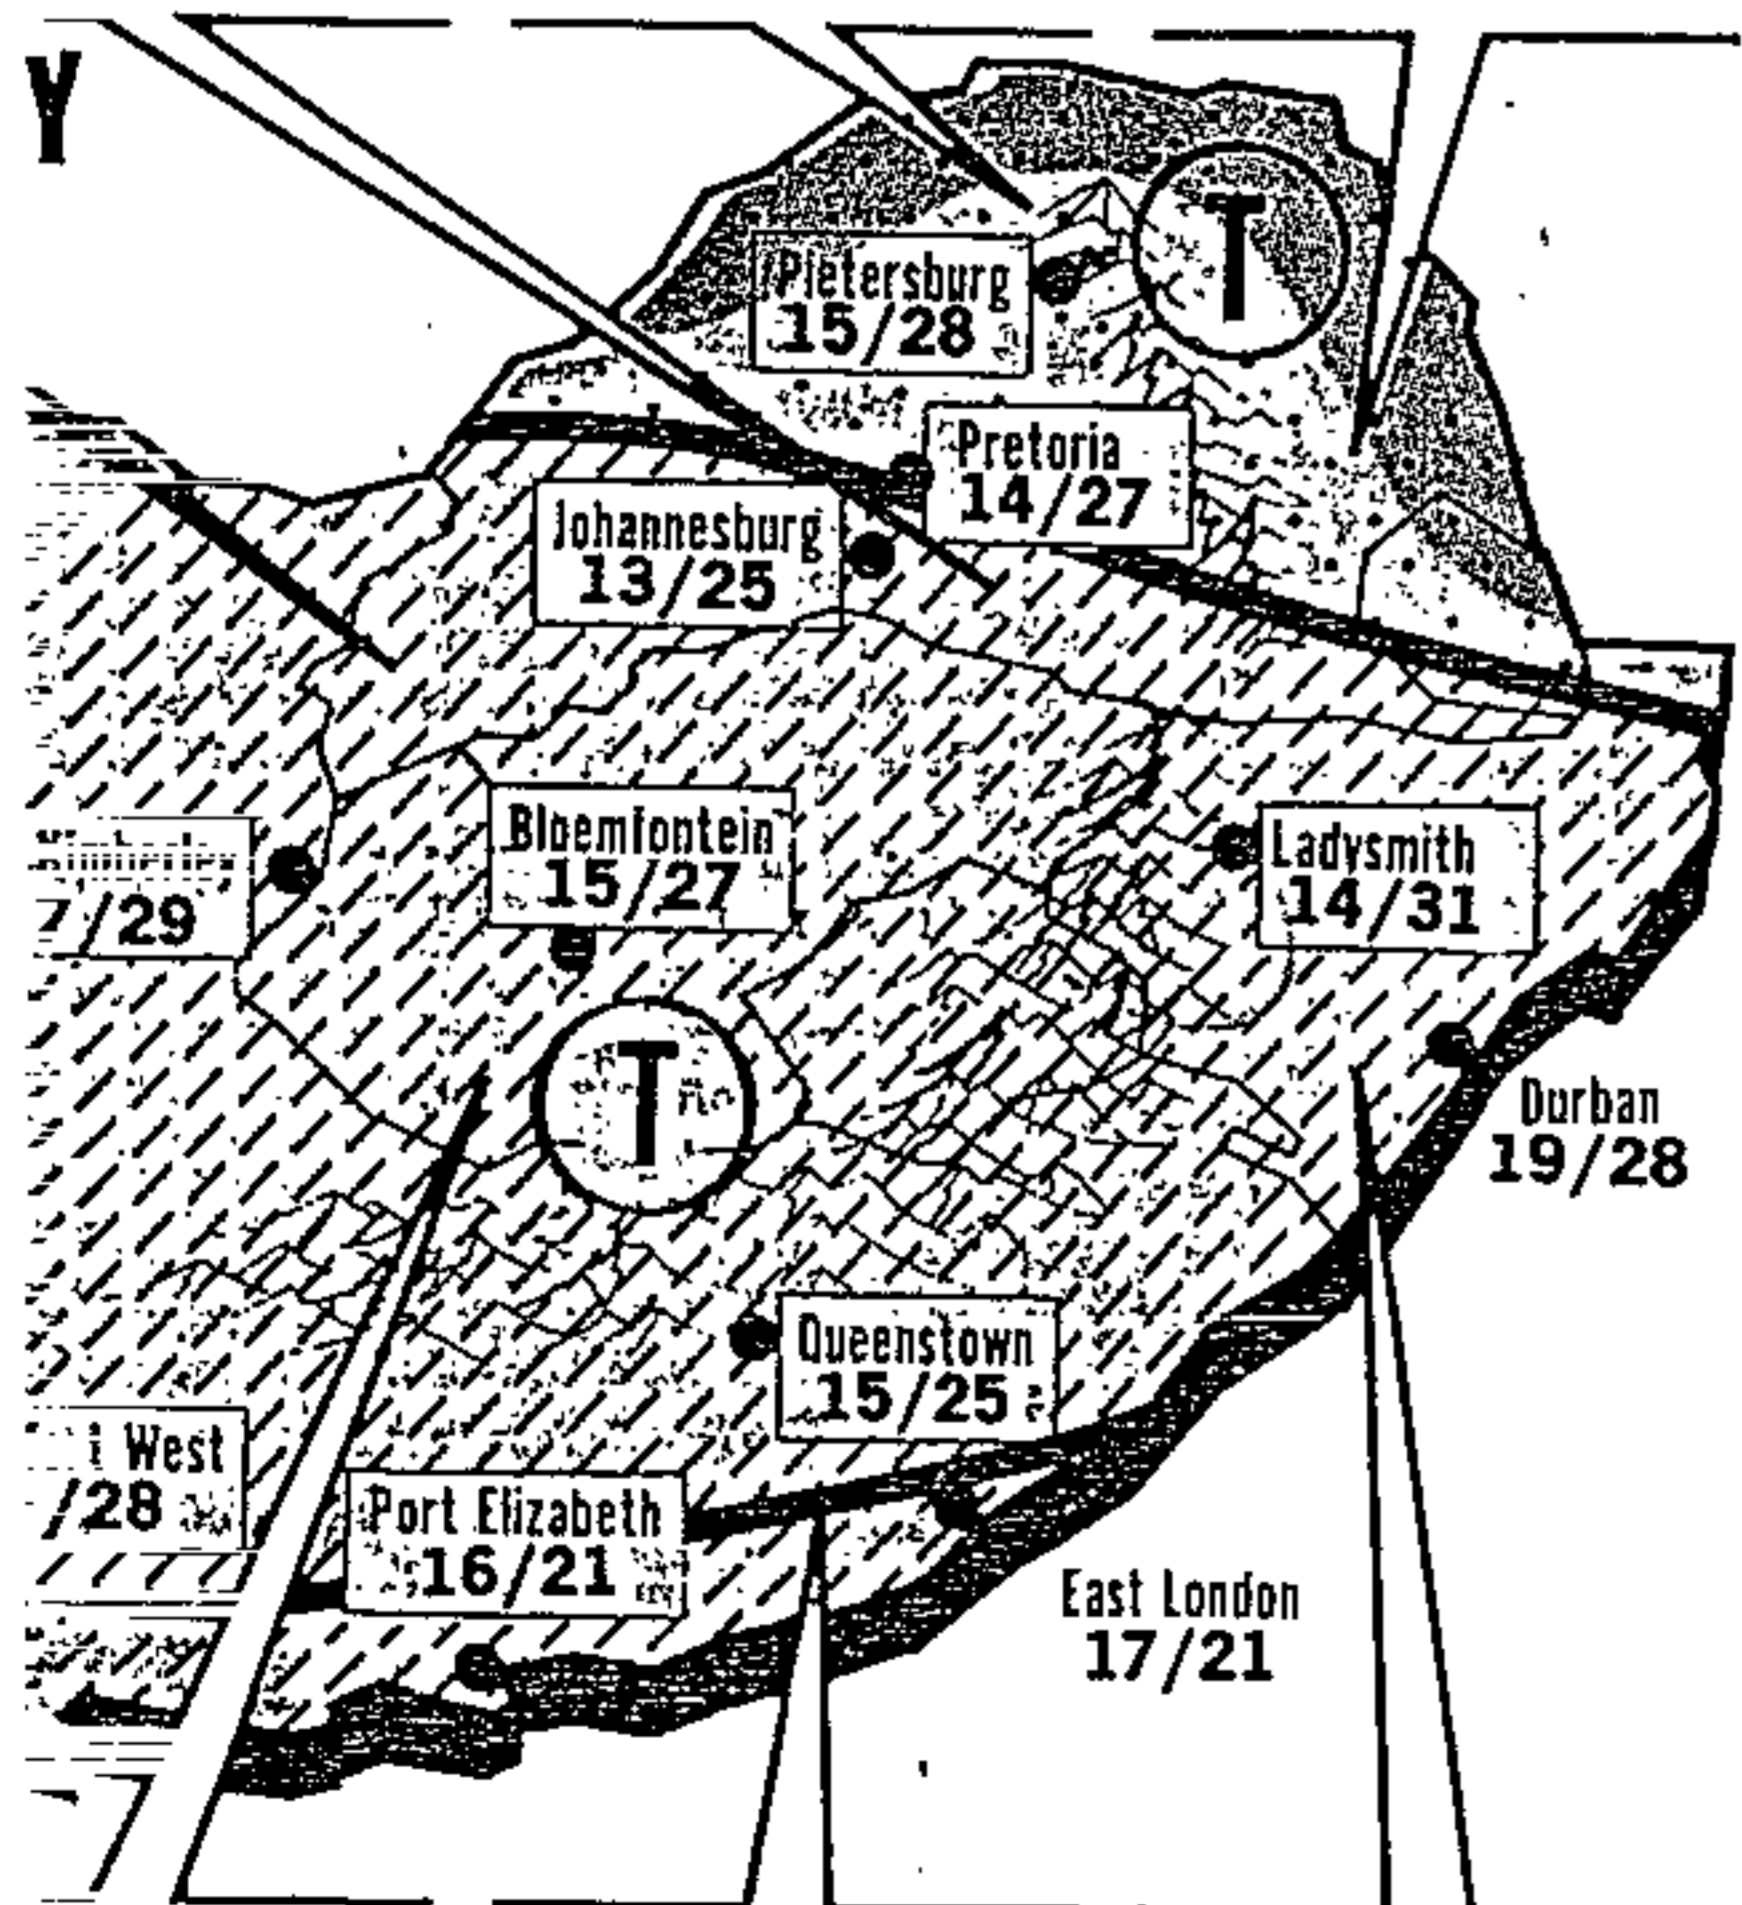 Y
T
Pietersburg
15/28
Pretoria
14/27
Johannesburg
13/25
Bloemfontein
15/27
/29
Ladysmith
14/31
T
Durban
19/28
Queenstown
15/25
West
/28
Port Elizabeth
16/21
East London
17/21